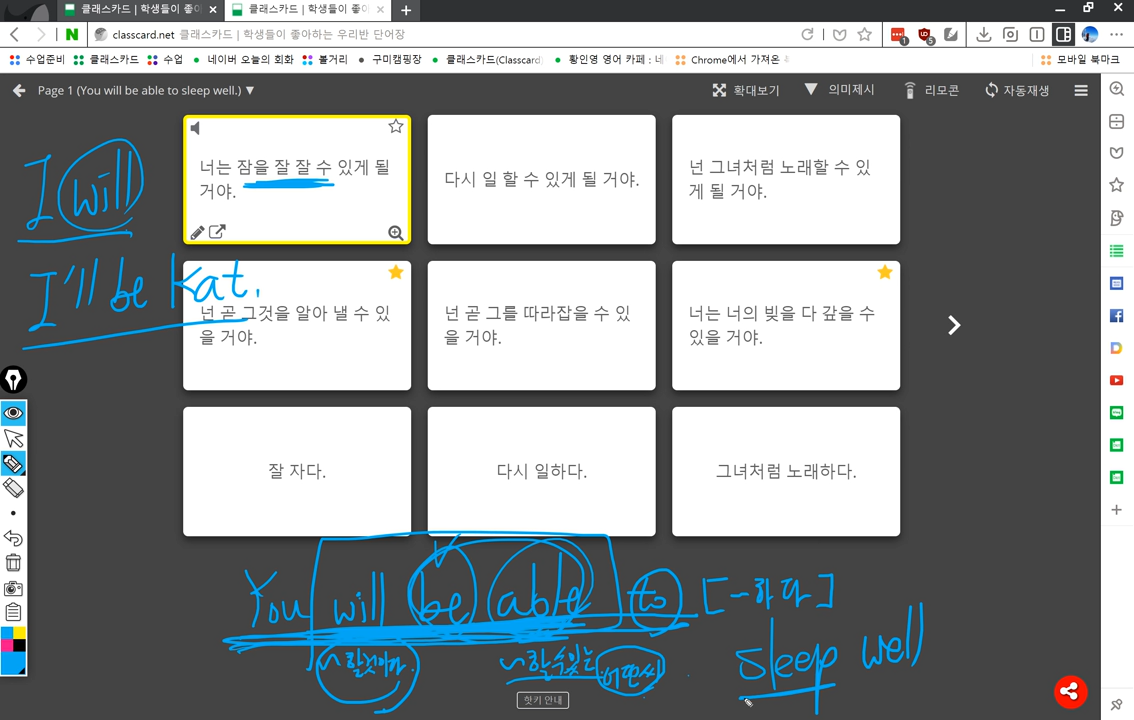 클래스카드 | 학생들이 좋아 클래스카드 | 학생들이 좋아
classcard.net 클래스카드 | 학생들이 좋아하는 우리반 단어장
수업준비 클래스카드 수업 네이버 오늘의 회화 볼거리 구미캠핑장 클래스카드(Classcard) 황인영 영어 카페 : 네 Chrome에서 가져온 모바일 북마크
Page 1 (You will be able to sleep well.) ▼ 확대보기 의미제시 리모콘 자동재생
I will
I'll be Kat.
너는 잠을 잘 잘 수 있게 될
거야.
다시 일 할 수 있게 될 거야.
넌 그녀처럼 노래할 수 있
게 될 거야.
넌 곧 그것을 알아 낼 수 있
을 거야.
넌 곧 그를 따라잡을 수 있
을 거야.
너는 너의 빚을 다 갚을 수
있을 거야.
잘 자다.
다시 일하다.
그녀처럼 노래하다.
You will be able to [~하다]
~할것이다 ~할 수 있는 어떤씨
sleep well
핫키 안내